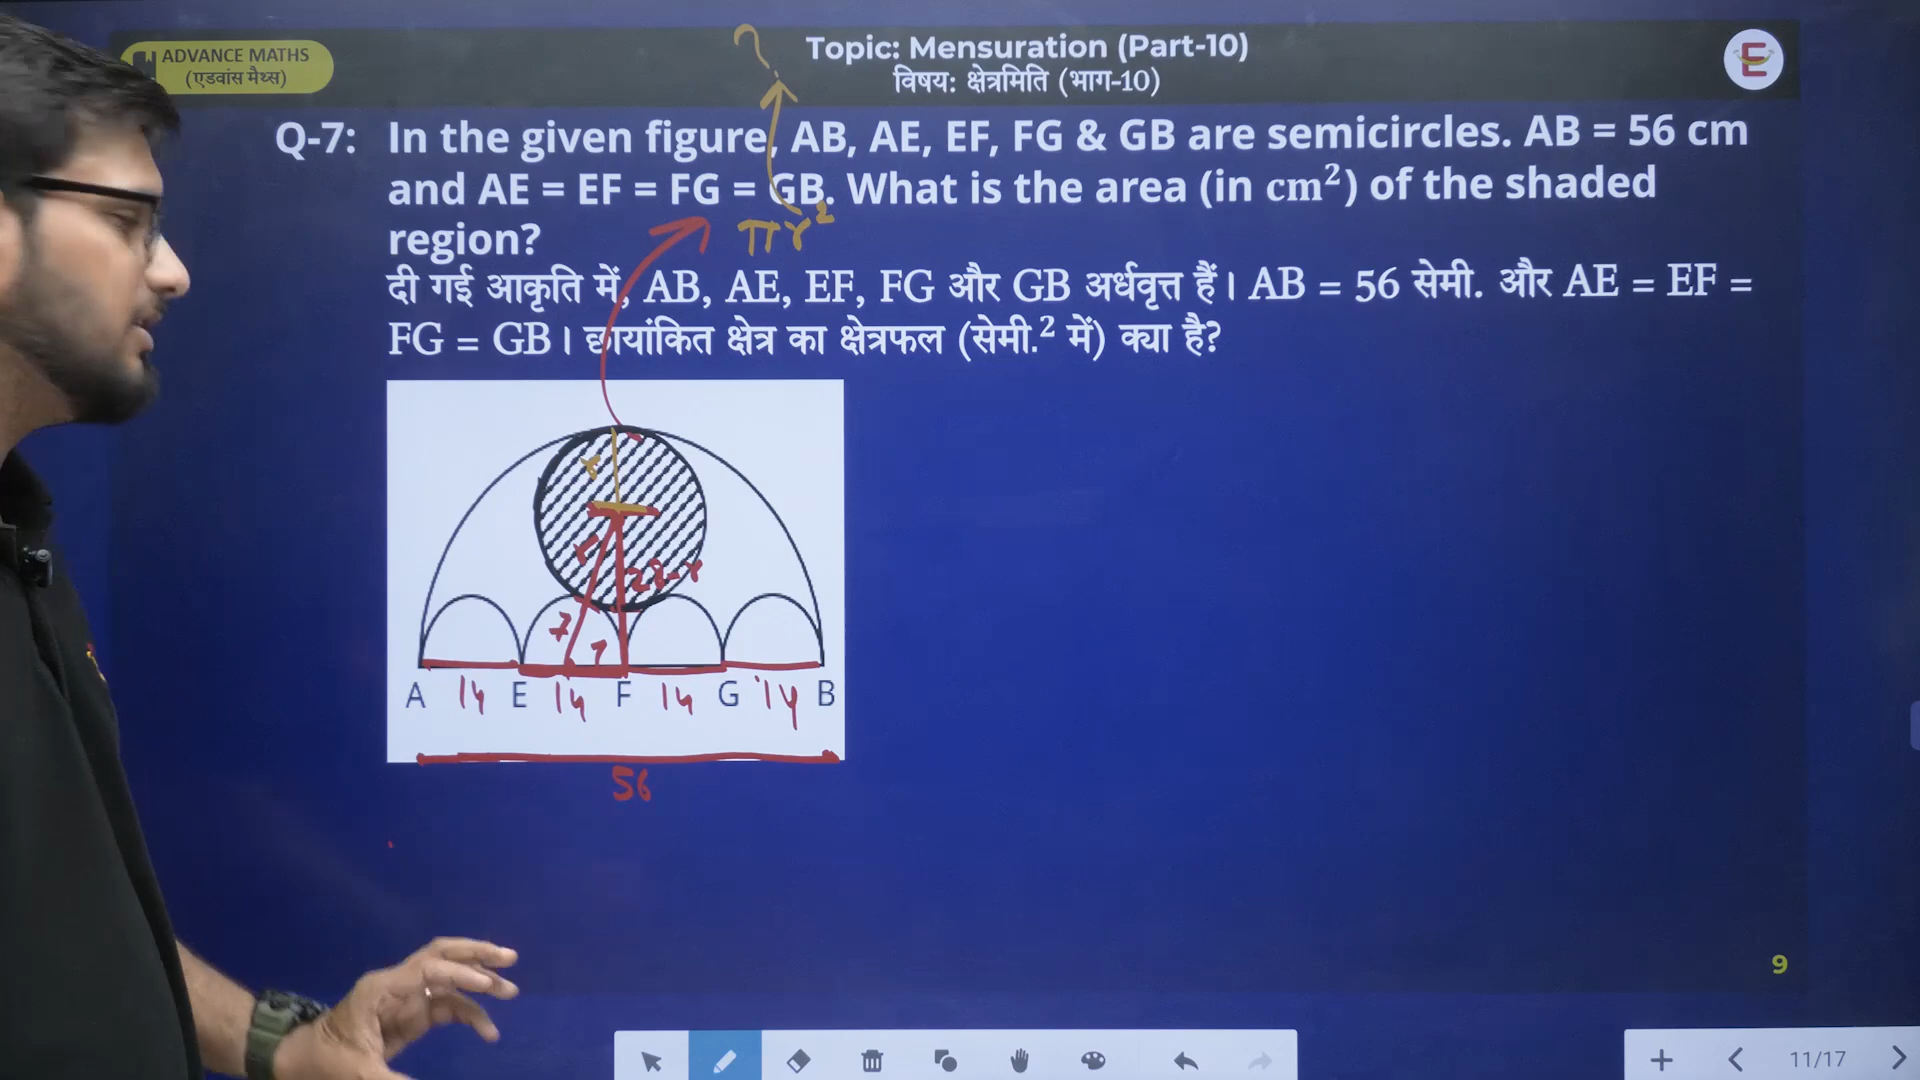 ADVANCE MATHS
(एडवांस मैथ्स)
?
Topic: Mensuration (Part-10)
विषय: क्षेत्रमिति (भाग-10)
E
Q-7: In the given figure, AB, AE, EF, FG & GB are semicircles. AB = 56 cm
and AE = EF = FG = GB. What is the area (in cm²) of the shaded
region?
πr²
दी गई आकृति में, AB, AE, EF, FG और GB अर्धवृत्त हैं। AB = 56 सेमी. और AE = EF =
FG = GB। छायांकित क्षेत्र का क्षेत्रफल (सेमी.² में) क्या है?
r
r 28-r
7 7
A 14 E 14 F 14 G 14 B
56
9
11/17